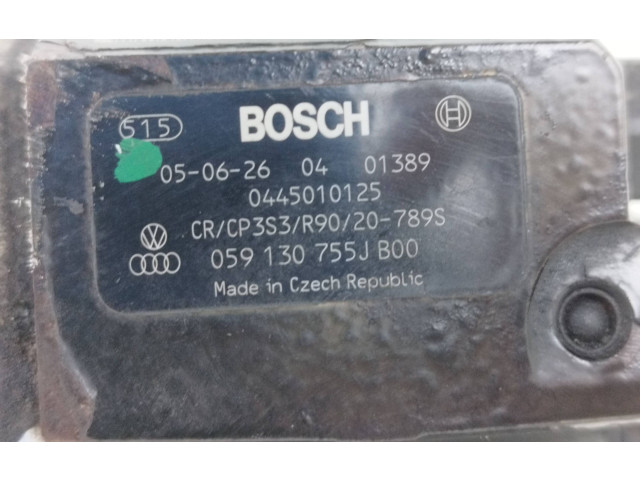 515 BOSCH
05-06-26 04 01389
0445010125
CR/CP3S3/R90/20-789S
059 130 755J B00
Made in Czech Republic